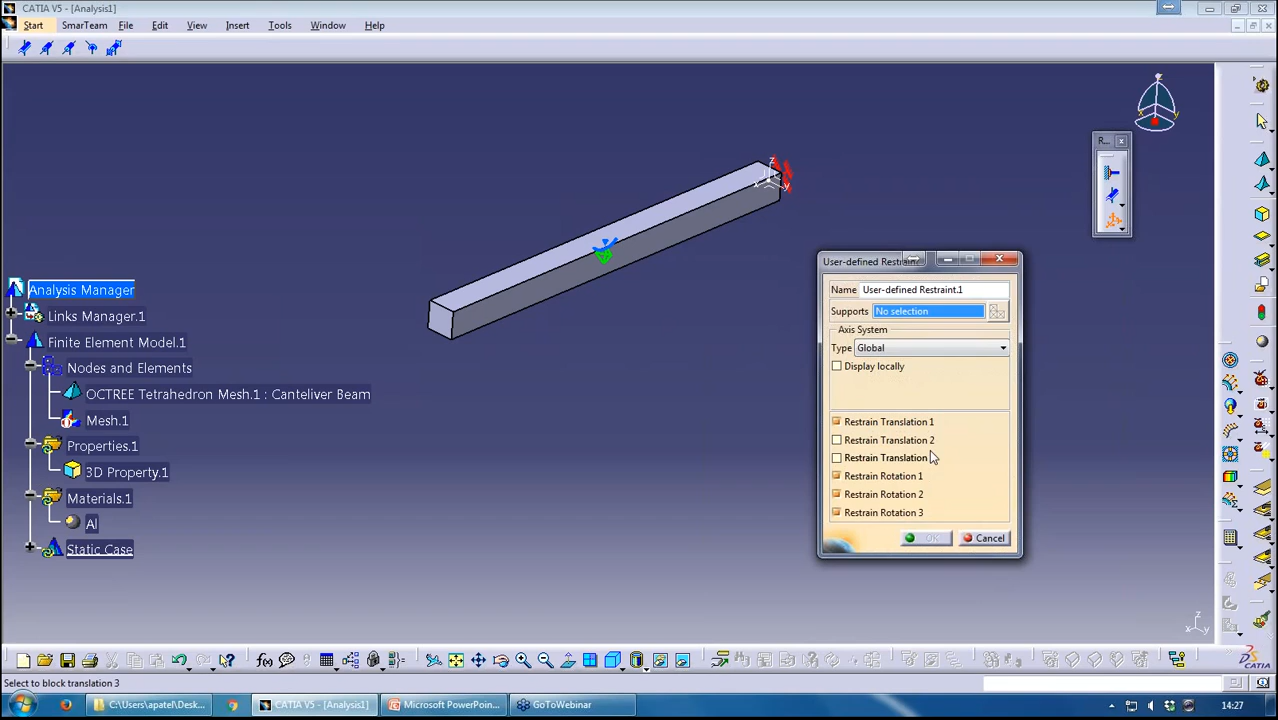 CATIA V5 - [Analysis1]
Start SmarTeam File Edit View Insert Tools Window Help
z
x y
R...
z
x y
User-defined Restraint
Name User-defined Restraint.1
Supports No selection
Axis System
Type Global
Display locally
Restrain Translation 1
Restrain Translation 2
Restrain Translation
Restrain Rotation 1
Restrain Rotation 2
Restrain Rotation 3
OK Cancel
Analysis Manager
Links Manager.1
Finite Element Model.1
Nodes and Elements
OCTREE Tetrahedron Mesh.1 : Canteliver Beam
Mesh.1
Properties.1
3D Property.1
Materials.1
Al
Static Case
z
x y
f(x)
CATIA
Select to block translation 3
C:\Users\apatel\Desk... CATIA V5 - [Analysis1] Microsoft PowerPoin... GoToWebinar 14:27